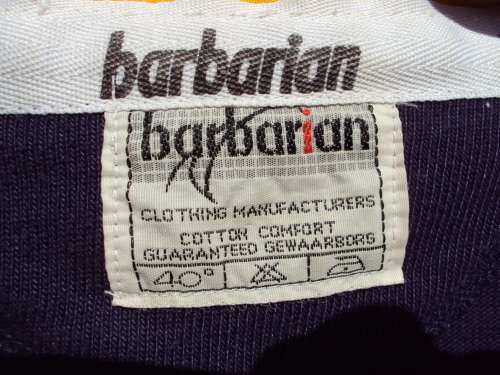 barbarian
barbarian
CLOTHING MANUFACTURERS
COTTON COMFORT
GUARANTEED GEWAARBORG
40°